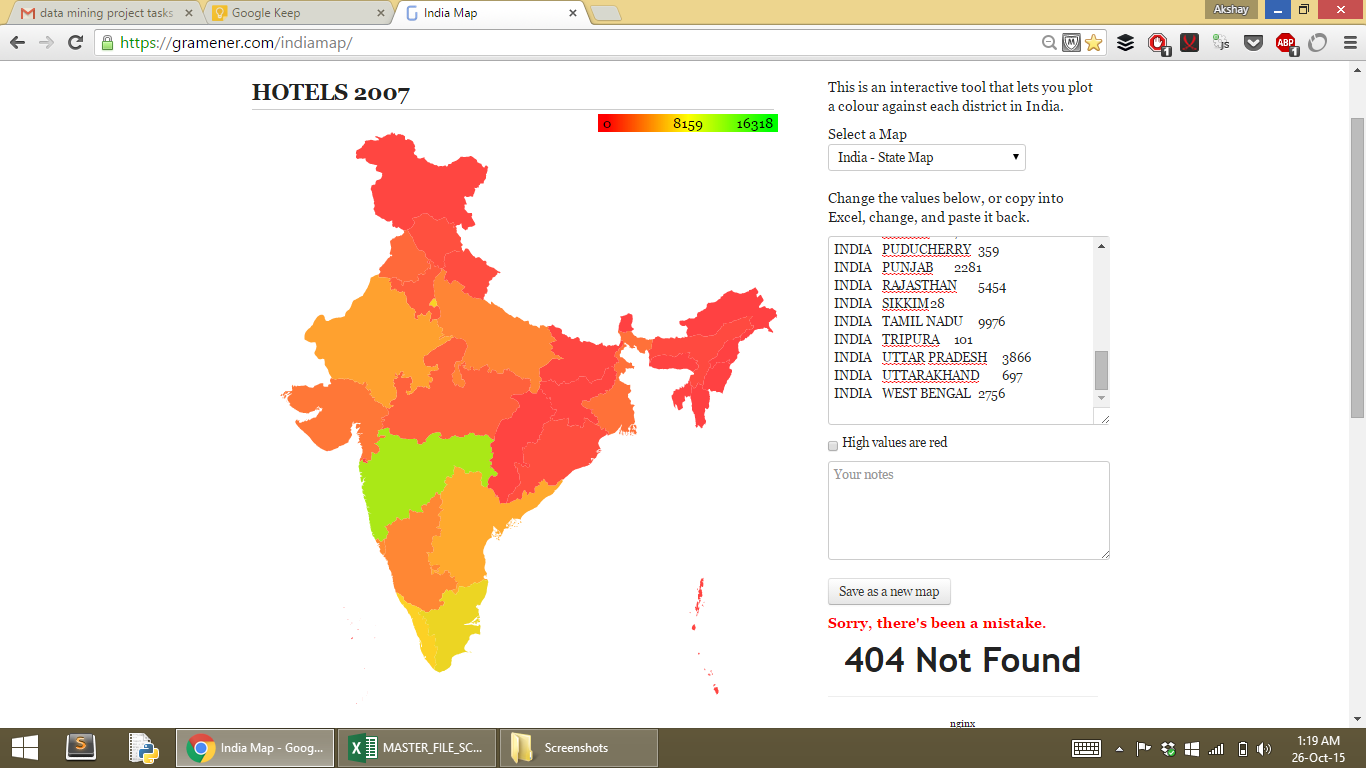 data mining project tasks
Google Keep
India Map
Akshay
https://gramener.com/indiamap/
HOTELS 2007
0 8159 16318
This is an interactive tool that lets you plot
a colour against each district in India.
Select a Map
India - State Map
Change the values below, or copy into
Excel, change, and paste it back.
INDIA PUDUCHERRY 359
INDIA PUNJAB 2281
INDIA RAJASTHAN 5454
INDIA SIKKIM 28
INDIA TAMIL NADU 9976
INDIA TRIPURA 101
INDIA UTTAR PRADESH 3866
INDIA UTTARAKHAND 697
INDIA WEST BENGAL 2756
High values are red
Your notes
Save as a new map
Sorry, there's been a mistake.
404 Not Found
nginx
India Map - Goog...
MASTER_FILE_SC...
Screenshots
1:19 AM
26-Oct-15